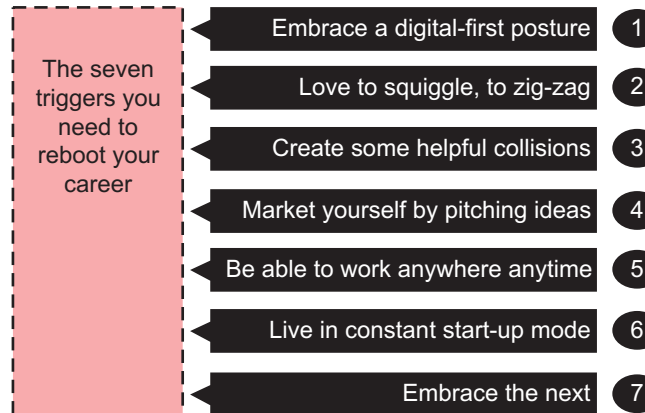 The seven
triggers you
need to
reboot your
career
Embrace a digital-first posture 1
Love to squiggle, to zig-zag 2
Create some helpful collisions 3
Market yourself by pitching ideas 4
Be able to work anywhere anytime 5
Live in constant start-up mode 6
Embrace the next 7